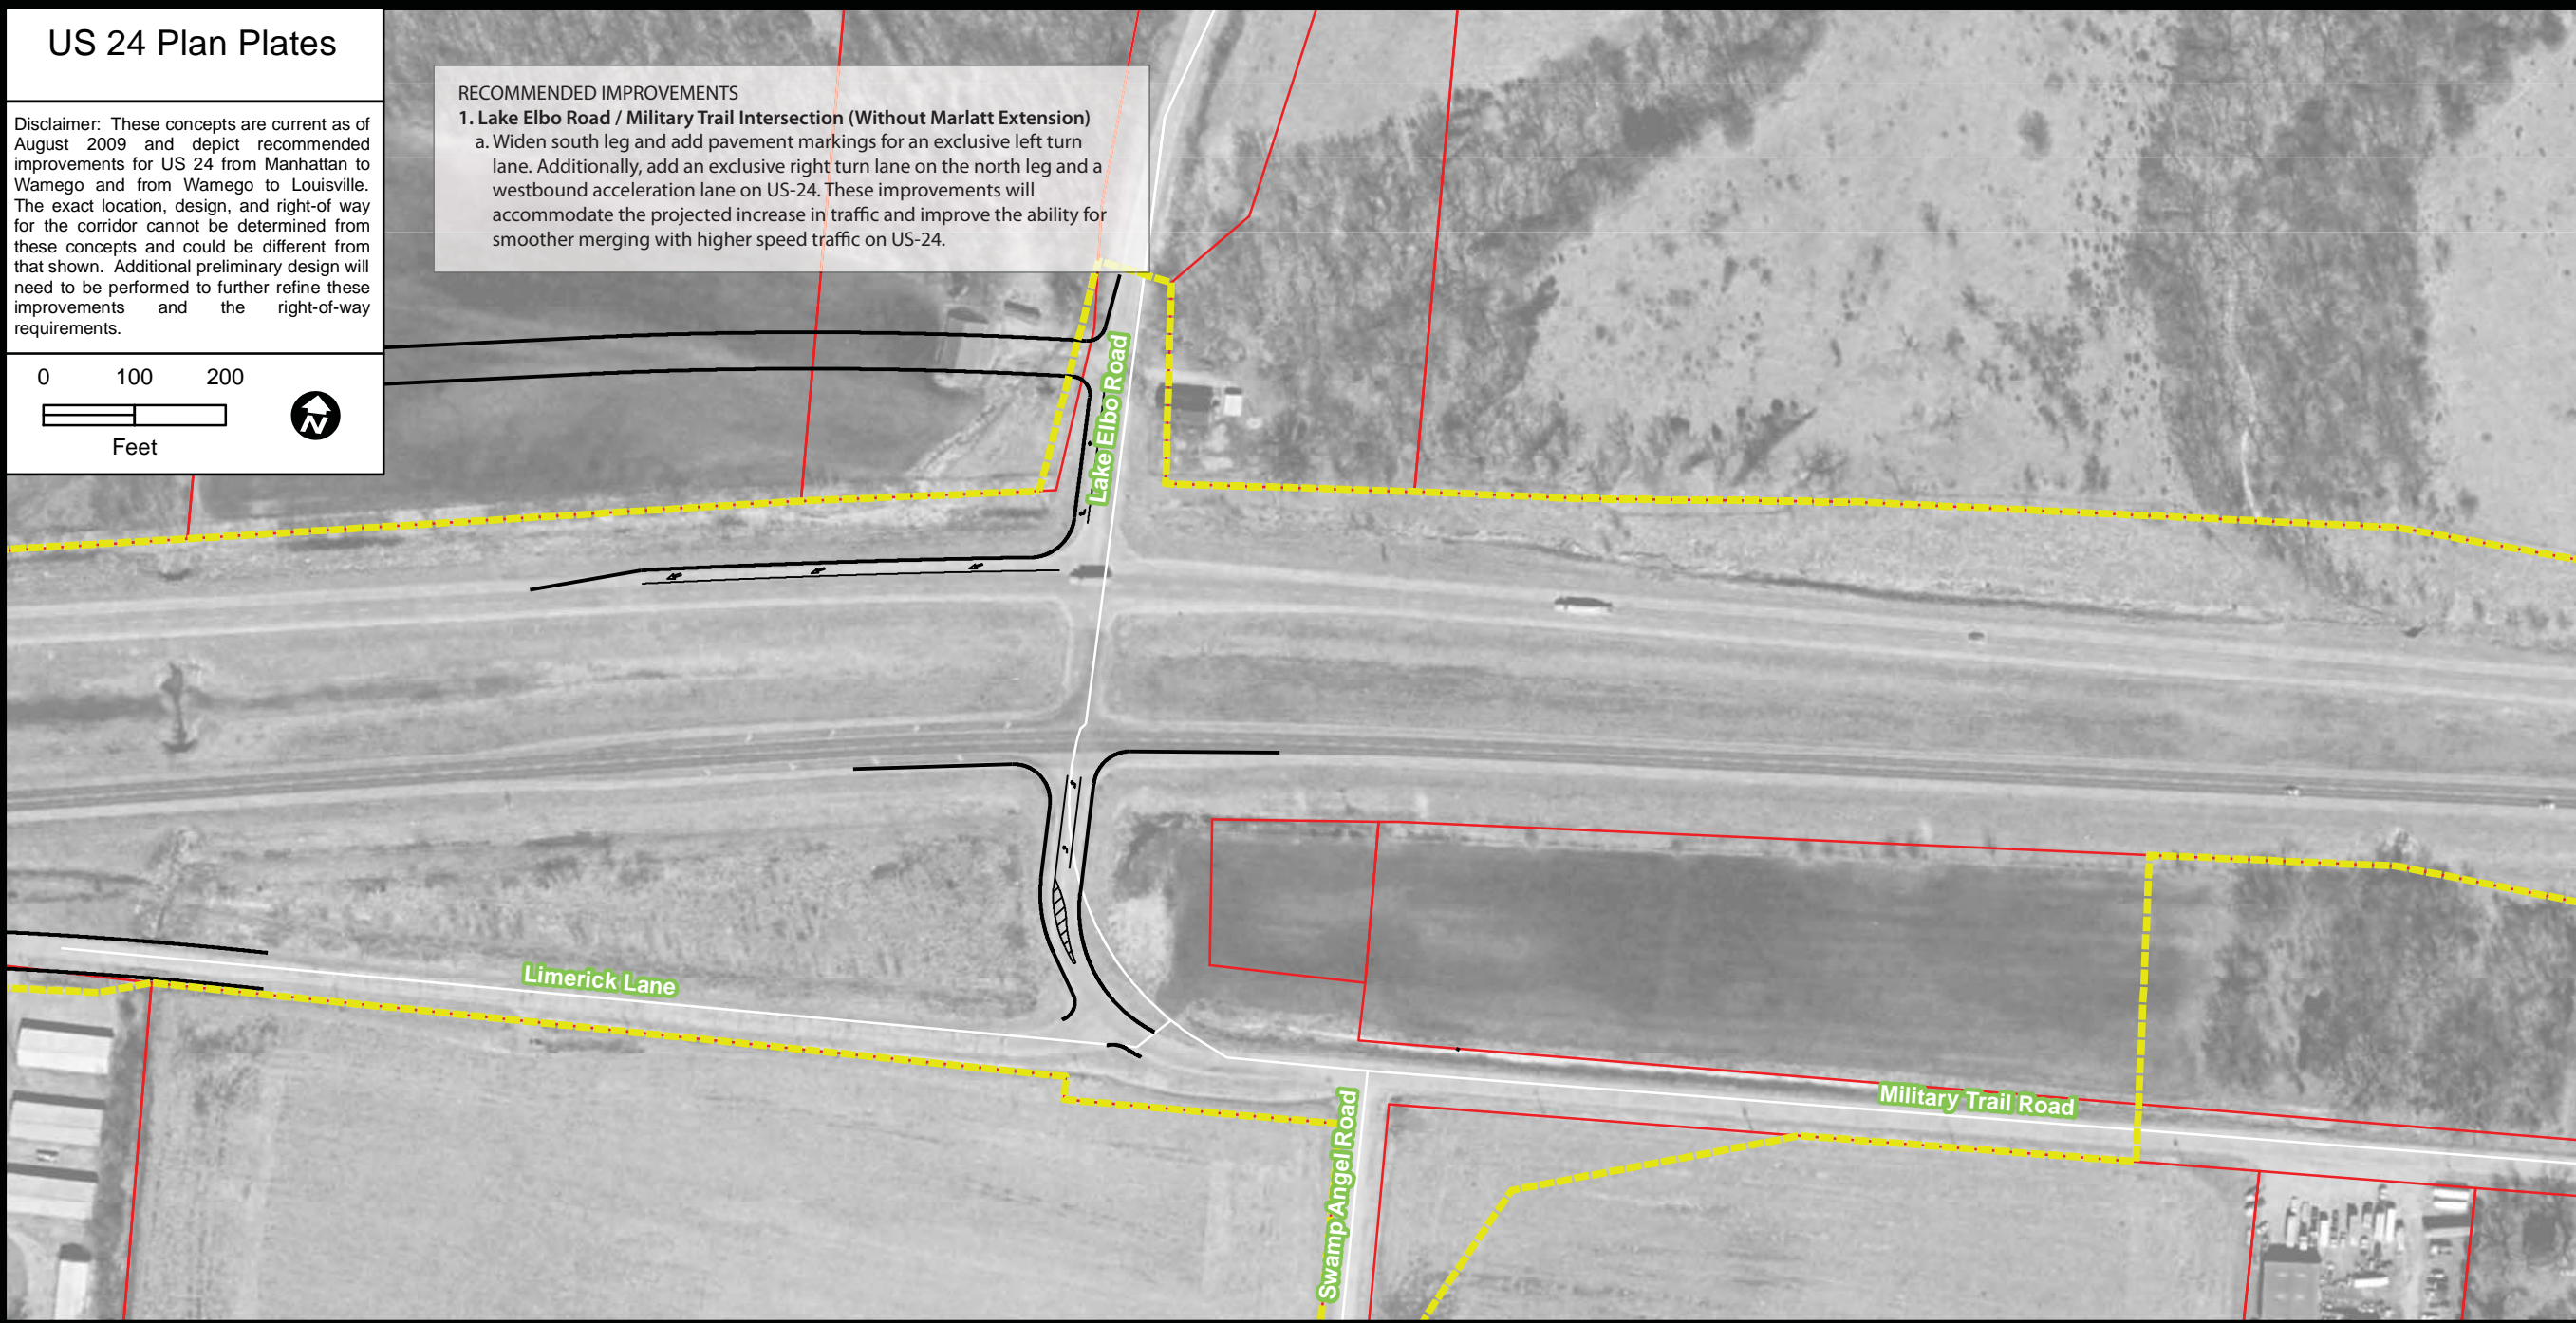 US 24 Plan Plates
Disclaimer: These concepts are current as of
August 2009 and depict recommended
improvements for US 24 from Manhattan to
Wamego and from Wamego to Louisville.
The exact location, design, and right-of way
for the corridor cannot be determined from
these concepts and could be different from
that shown. Additional preliminary design will
need to be performed to further refine these
improvements and the right-of-way
requirements.
0 100 200
Feet
N
RECOMMENDED IMPROVEMENTS
1. Lake Elbo Road / Military Trail Intersection (Without Marlatt Extension)
a. Widen south leg and add pavement markings for an exclusive left turn
lane. Additionally, add an exclusive right turn lane on the north leg and a
westbound acceleration lane on US-24. These improvements will
accommodate the projected increase in traffic and improve the ability for
smoother merging with higher speed traffic on US-24.
Lake Elbo Road
Limerick Lane
Military Trail Road
Swamp Angel Road